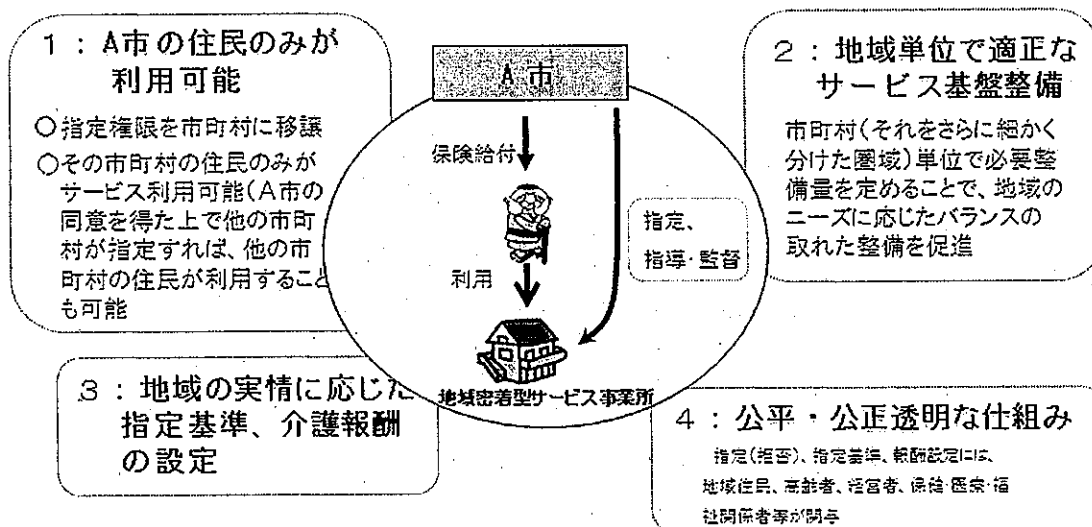 1：A市の住民のみが
利用可能
○指定権限を市町村に移譲
○その市町村の住民のみが
サービス利用可能(A市の
同意を得た上で他の市町
村が指定すれば、他の市
町村の住民が利用すること
も可能
A市
保険給付
利用
指定、
指導・監督
地域密着型サービス事業所
2：地域単位で適正な
サービス基盤整備
市町村(それをさらに細かく
分けた圏域)単位で必要整
備量を定めることで、地域の
ニーズに応じたバランスの
取れた整備を促進
3：地域の実情に応じた
指定基準、介護報酬
の設定
4：公平・公正透明な仕組み
指定(拒否)、指定基準、報酬設定には、
地域住民、高齢者、経営者、保健・医療・福
祉関係者等が関与